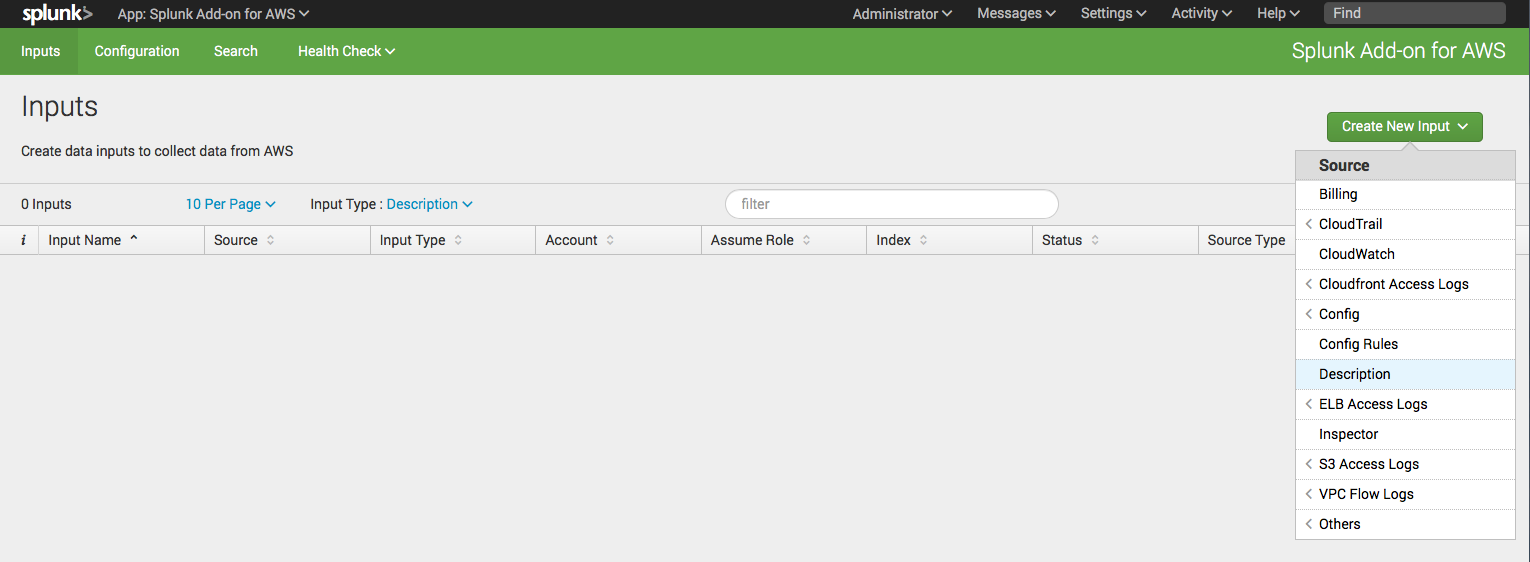 splunk> App: Splunk Add-on for AWS Administrator Messages Settings Activity Help Find
Inputs Configuration Search Health Check Splunk Add-on for AWS
Inputs
Create New Input
Create data inputs to collect data from AWS
0 Inputs 10 Per Page Input Type : Description filter
i Input Name Source Input Type Account Assume Role Index Status Source Type
Source
Billing
CloudTrail
CloudWatch
Cloudfront Access Logs
Config
Config Rules
Description
ELB Access Logs
Inspector
S3 Access Logs
VPC Flow Logs
Others